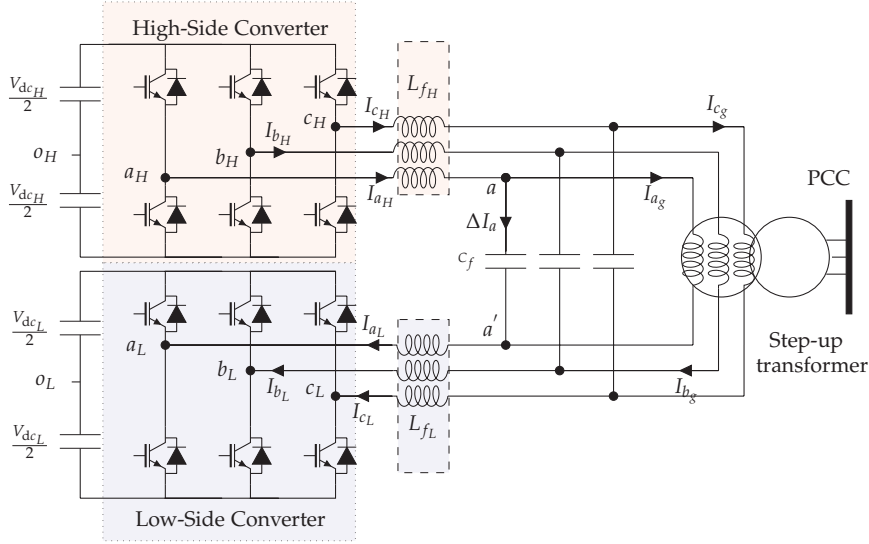 High-Side Converter
V_dc_H / 2
o_H
V_dc_H / 2
a_H
b_H
c_H
I_b_H
I_c_H
I_a_H
L_f_H
I_c_g
a
I_a_g
ΔI_a
c_f
PCC
V_dc_L / 2
o_L
V_dc_L / 2
a_L
b_L
c_L
I_a_L
I_b_L
I_c_L
L_f_L
a′
I_b_g
Step-up
transformer
Low-Side Converter